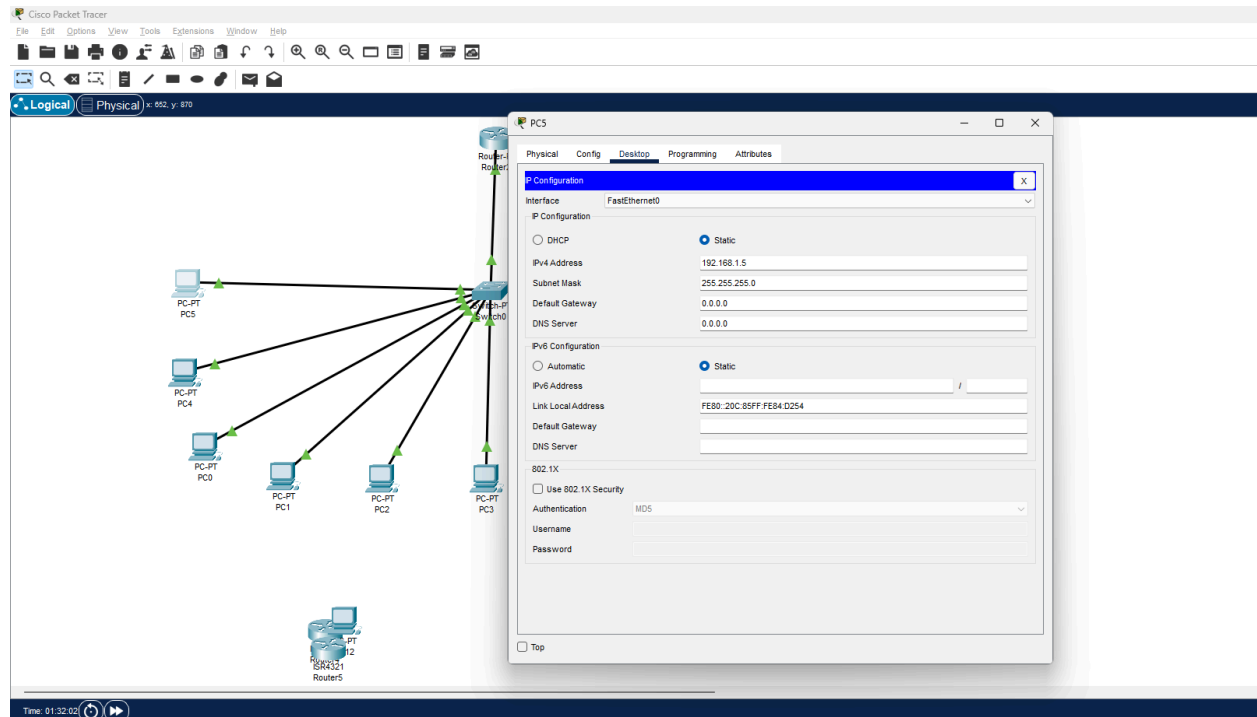 Cisco Packet Tracer
File Edit Options View Tools Extensions Window Help
Logical Physical x: 652, y: 870
PC5
Physical Config Desktop Programming Attributes
IP Configuration X
Interface FastEthernet0
IP Configuration
DHCP Static
IPv4 Address 192.168.1.5
Subnet Mask 255.255.255.0
Default Gateway 0.0.0.0
DNS Server 0.0.0.0
IPv6 Configuration
Automatic Static
IPv6 Address /
Link Local Address FE80::20C:85FF:FE84:D254
Default Gateway
DNS Server
802.1X
Use 802.1X Security
Authentication MD5
Username
Password
Top
PC-PT
PC5
PC-PT
PC4
PC-PT
PC0
PC-PT
PC1
PC-PT
PC2
PC-PT
PC3
Switch0
ISR4321
Router5
Time: 01:32:02